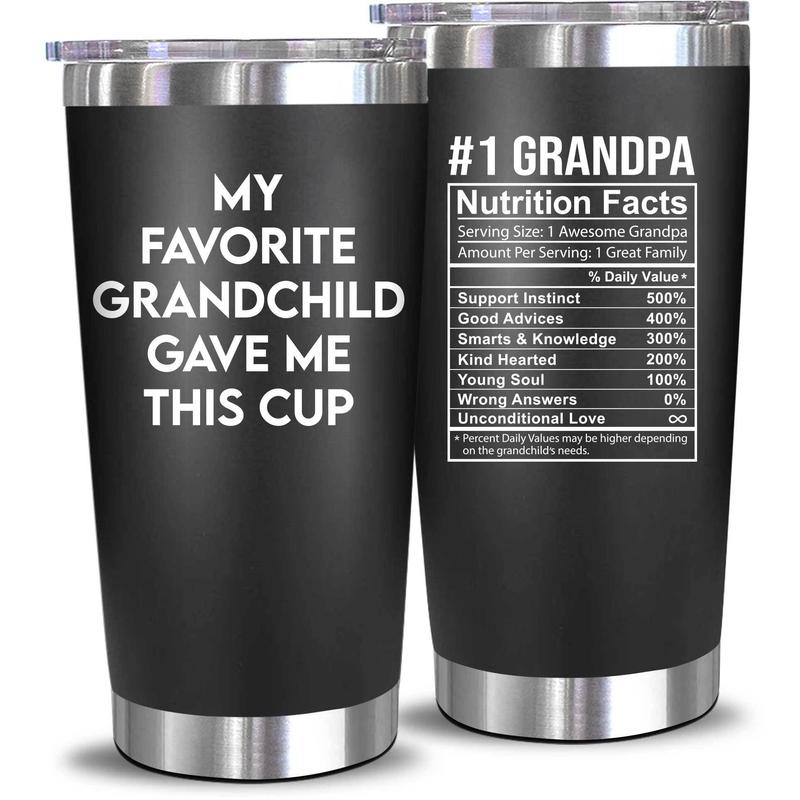 MY
FAVORITE
GRANDCHILD
GAVE ME
THIS CUP
#1 GRANDPA
Nutrition Facts
Serving Size: 1 Awesome Grandpa
Amount Per Serving: 1 Great Family
% Daily Value*
Support Instinct 500%
Good Advices 400%
Smarts & Knowledge 300%
Kind Hearted 200%
Young Soul 100%
Wrong Answers 0%
Unconditional Love ∞
* Percent Daily Values may be higher depending
on the grandchild's needs.